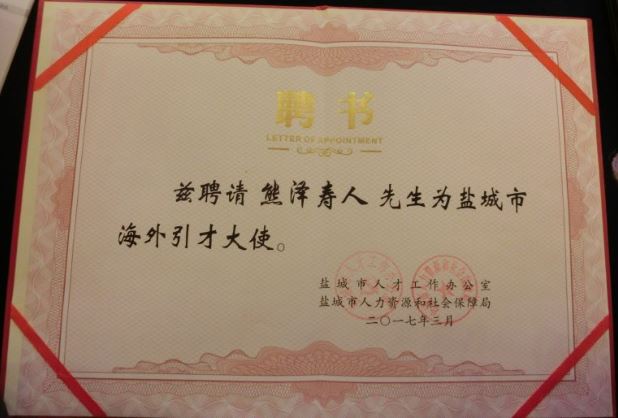 聘书
LETTER OF APPOINTMENT
兹聘请 熊泽寿人 先生为盐城市
海外引才大使。
盐城市人才工作办公室
盐城市人力资源和社会保障局
二〇一七年三月